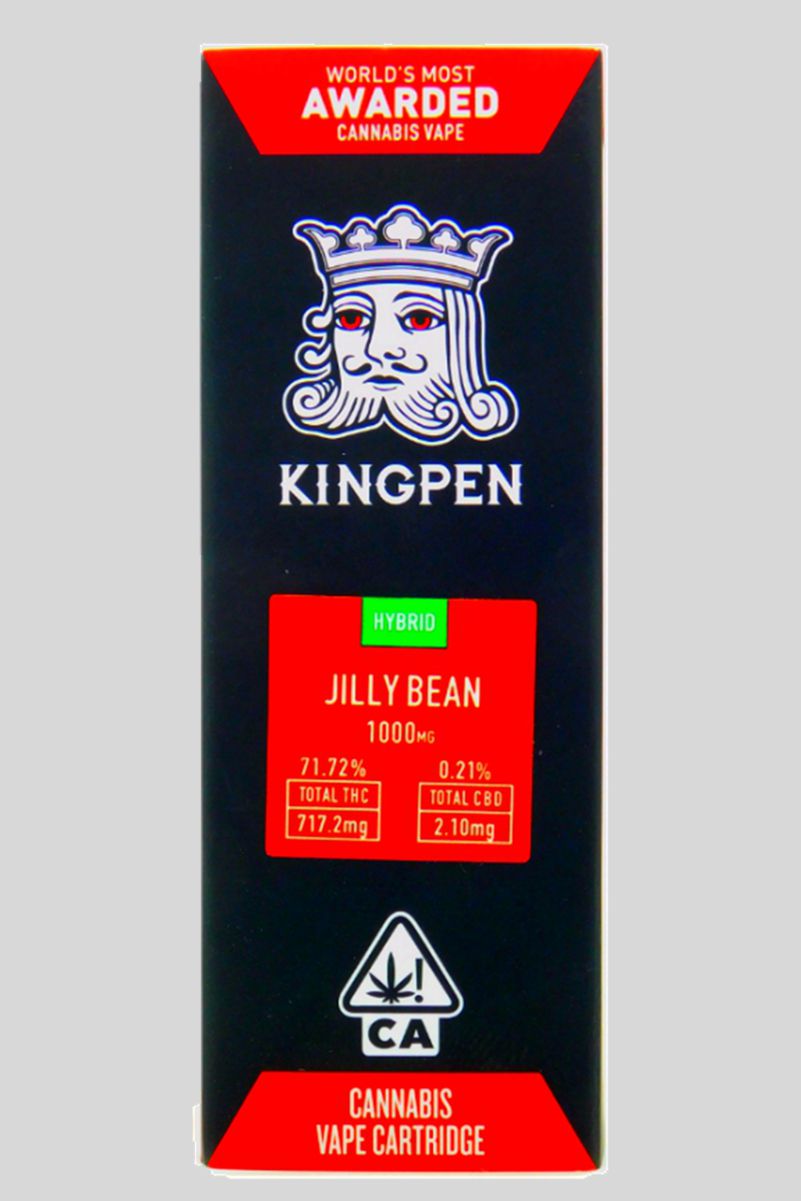 WORLD'S MOST
AWARDED
CANNABIS VAPE
KINGPEN
HYBRID
JILLY BEAN
1000MG
71.72% 0.21%
TOTAL THC TOTAL CBD
717.2mg 2.10mg
!
CA
CANNABIS
VAPE CARTRIDGE